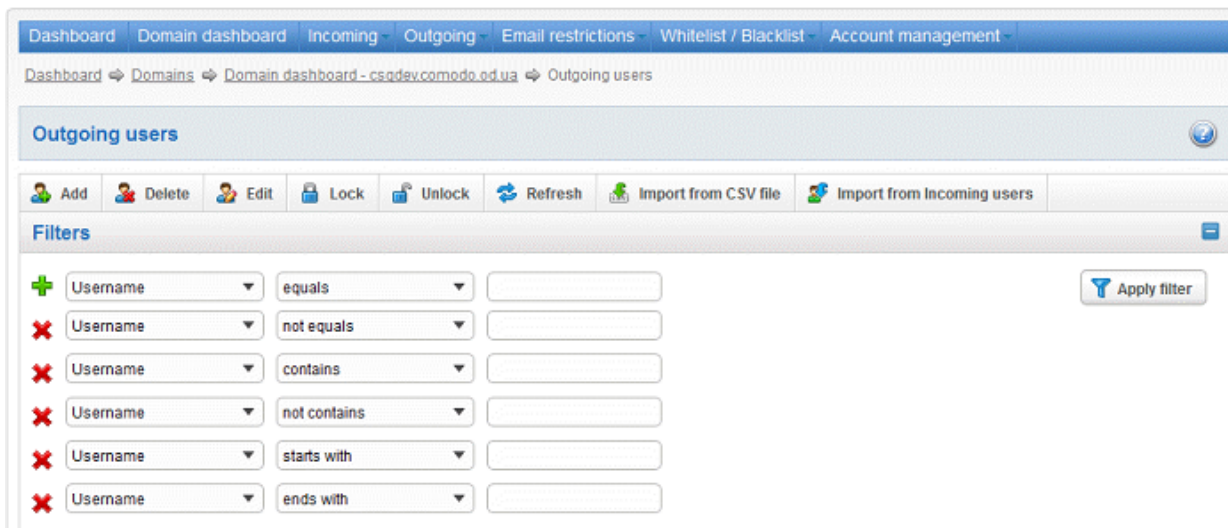 Dashboard Domain dashboard Incoming Outgoing Email restrictions Whitelist / Blacklist Account management
Dashboard Domains Domain dashboard - csqdev.comodo.od.ua Outgoing users
Outgoing users
Add Delete Edit Lock Unlock Refresh Import from CSV file Import from Incoming users
Filters
Username equals Apply filter
Username not equals
Username contains
Username not contains
Username starts with
Username ends with